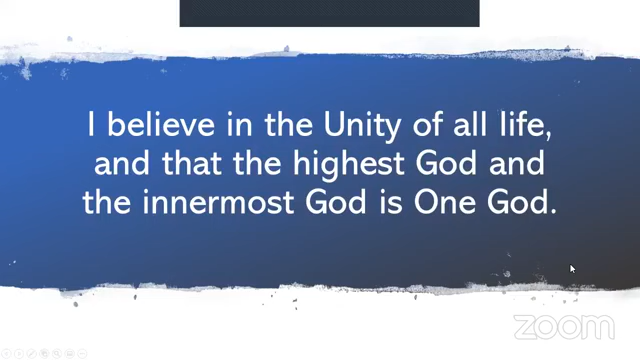 I believe in the Unity of all life,
and that the highest God and
the innermost God is One God.
zoom